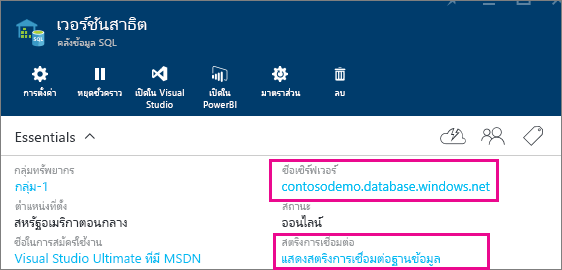 เวอร์ชันสาธิต
คลังข้อมูล SQL
SQL
การตั้งค่า
หยุดชั่วคราว
เปิดใน Visual
Studio
เปิดใน
PowerBI
มาตราส่วน
ลบ
Essentials
กลุ่มทรัพยากร
กลุ่ม-1
ชื่อเซิร์ฟเวอร์
contosodemo.database.windows.net
ตำแหน่งที่ตั้ง
สหรัฐอเมริกาตอนกลาง
สถานะ
ออนไลน์
ชื่อในการสมัครใช้งาน
Visual Studio Ultimate ที่มี MSDN
สตริงการเชื่อมต่อ
แสดงสตริงการเชื่อมต่อฐานข้อมูล